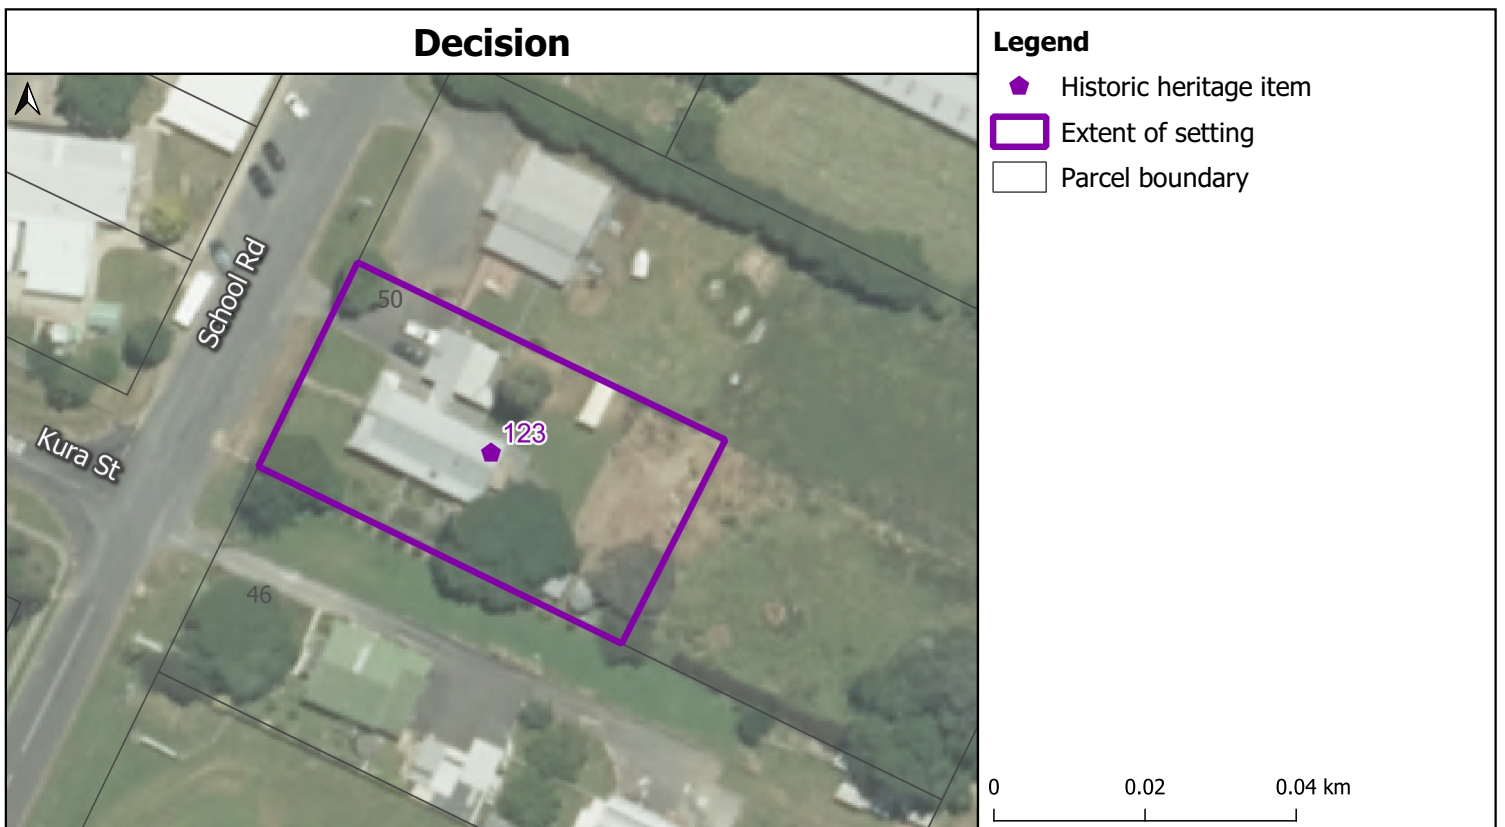 Decision
Legend
Historic heritage item
Extent of setting
Parcel boundary
School Rd
50
123
Kura St
46
0 0.02 0.04 km